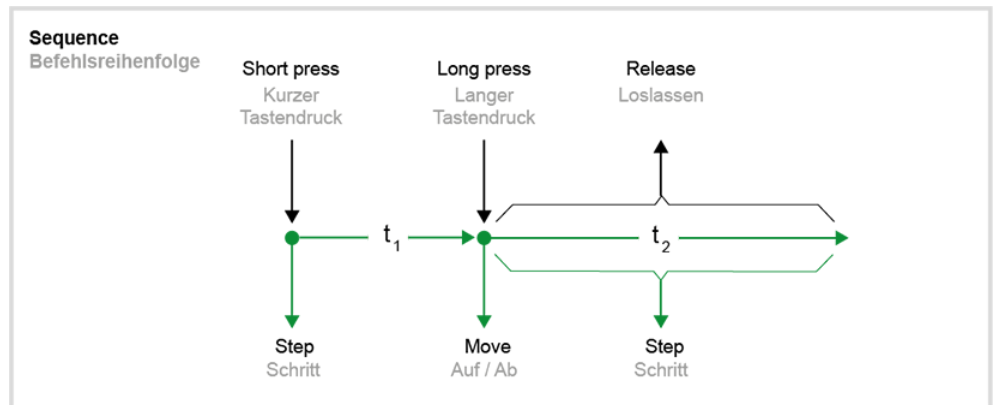 Sequence
Befehlsreihenfolge
Short press
Kurzer
Tastendruck
Long press
Langer
Tastendruck
Release
Loslassen
t1
t2
Step
Schritt
Move
Auf / Ab
Step
Schritt